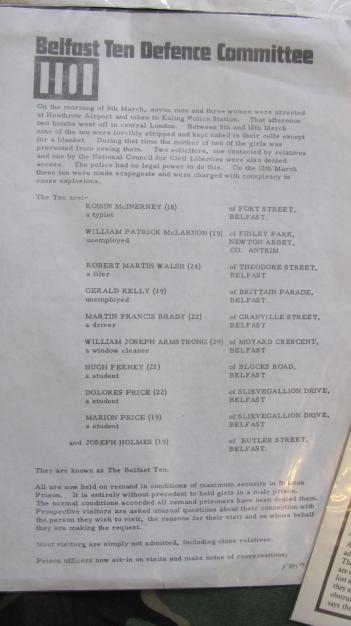 Belfast Ten Defence Committee
On the morning of 8th March, seven men and three women were arrested
at Heathrow Airport and taken to Ealing Police Station. That afternoon
two bombs went off in central London. Between 8th and 12th March
nine of the ten were forcibly stripped and kept naked in their cells except
for a blanket. During that time the mother of two of the girls was
prevented from seeing them. Two solicitors, one contacted by relatives
and one by the National Council for Civil Liberties were also denied
access. The police had no legal power to do this. On the 12th March
these ten were made scapegoats and were charged with conspiracy to
cause explosions.
The Ten are:-
ROISIN McINERNEY (18) of FORT STREET,
a typist BELFAST.
WILLIAM PATRICK McLARNON (19) of FINLEY PARK,
unemployed NEWTON ABBEY,
CO. ANTRIM
ROBERT MARTIN WALSH (24) of THEODORE STREET,
a tiler BELFAST
GERALD KELLY (19) of BRITTAIN PARADE,
unemployed BELFAST
MARTIN FRANCIS BRADY (22) of GRANVILLE STREET,
a driver BELFAST
WILLIAM JOSEPH ARMSTRONG (29) of MOYARD CRESCENT,
a window cleaner BELFAST
HUGH FEENEY (21) of BLOCKS ROAD,
a student BELFAST
DOLORES PRICE (22) of SLIEVEGALLION DRIVE,
a student BELFAST
MARION PRICE (19) of SLIEVEGALLION DRIVE,
a student BELFAST
and JOSEPH HOLMES (19) of BUTLER STREET,
BELFAST.
They are known as The Belfast Ten.
All are now held on remand in conditions of maximum security in Brixton
Prison. It is entirely without precedent to hold girls in a male prison.
The normal conditions accorded all remand prisoners have been denied them.
Prospective visitors are asked unusual questions about their connection with
the person they wish to visit, the reasons for their visit and on whose behalf
they are making the request.
Most visitors are simply not admitted, including close relatives.
Prison officers now sit-in on visits and make notes of conversations;